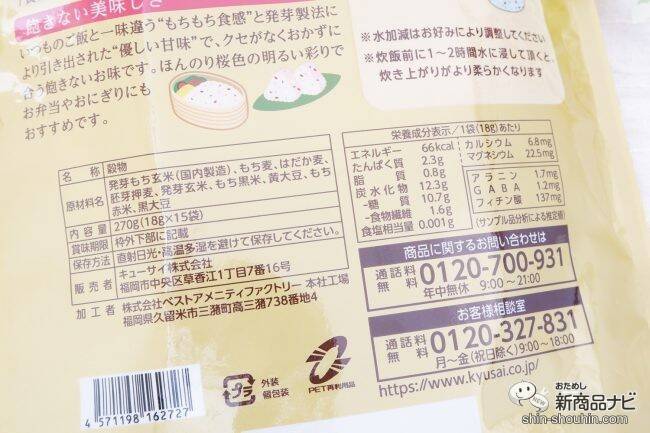 飽きない美味しさ
いつものご飯と一味違う“もちもち食感”と発芽製法に
より引き出された“優しい甘味”で、クセがなくおかずに
合う飽きないお味です。ほんのり桜色の明るい彩りで
お弁当やおにぎりにも
おすすめです。
※水加減はお好みにより調整してください
※炊飯前に1~2時間水に浸して頂くと、
炊き上がりがより柔らかくなります
名 称 穀物
原材料名 発芽もち玄米(国内製造)、もち麦、はだか麦、
胚芽押麦、発芽玄米、もち黒米、黄大豆、もち
赤米、黒大豆
内容量 270g(18g×15袋)
賞味期限 枠外下部に記載
保存方法 直射日光・高温多湿を避けて保存してください。
販売者 キューサイ株式会社
福岡市中央区草香江1丁目7番16号
加工者 株式会社ベストアメニティファクトリー 本社工場
福岡県久留米市三潴町高三潴738番地4
栄養成分表示/1袋(18g)あたり
エネルギー 66kcal
たんぱく質 2.3g
脂質 0.8g
炭水化物 12.3g
-糖質 10.7g
-食物繊維 1.6g
食塩相当量 0.001g
カルシウム 6.8mg
マグネシウム 22.5mg
アラニン 1.7mg
GABA 1.2mg
フィチン酸 137mg
(サンプル品分析による推定値)
商品に関するお問い合わせは
通話料無料 0120-700-931
年中無休 9:00~21:00
お客様相談室
通話料無料 0120-327-831
月~金(祝日除く)9:00~18:00
https://www.kyusai.co.jp/
プラ
外装
個包装
PET再利用品
4 571198 162727
おためし
新商品ナビ
shin-shouhin.com